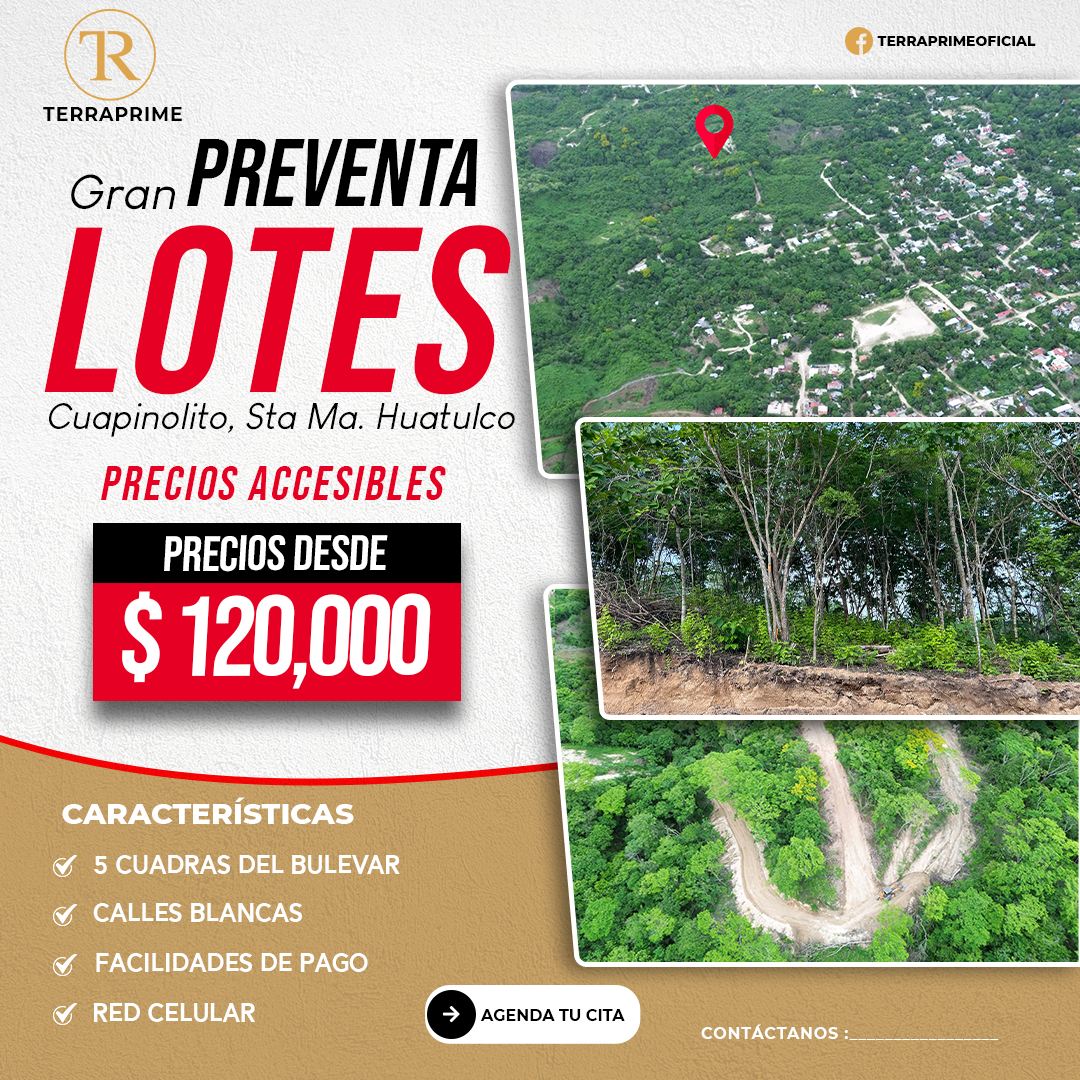 TR
TERRAPRIME
TERRAPRIMEOFICIAL
Gran PREVENTA
LOTES
Cuapinolito, Sta Ma. Huatulco
PRECIOS ACCESIBLES
PRECIOS DESDE
$ 120,000
CARACTERÍSTICAS
5 CUADRAS DEL BULEVAR
CALLES BLANCAS
FACILIDADES DE PAGO
RED CELULAR
AGENDA TU CITA
CONTÁCTANOS :_________________